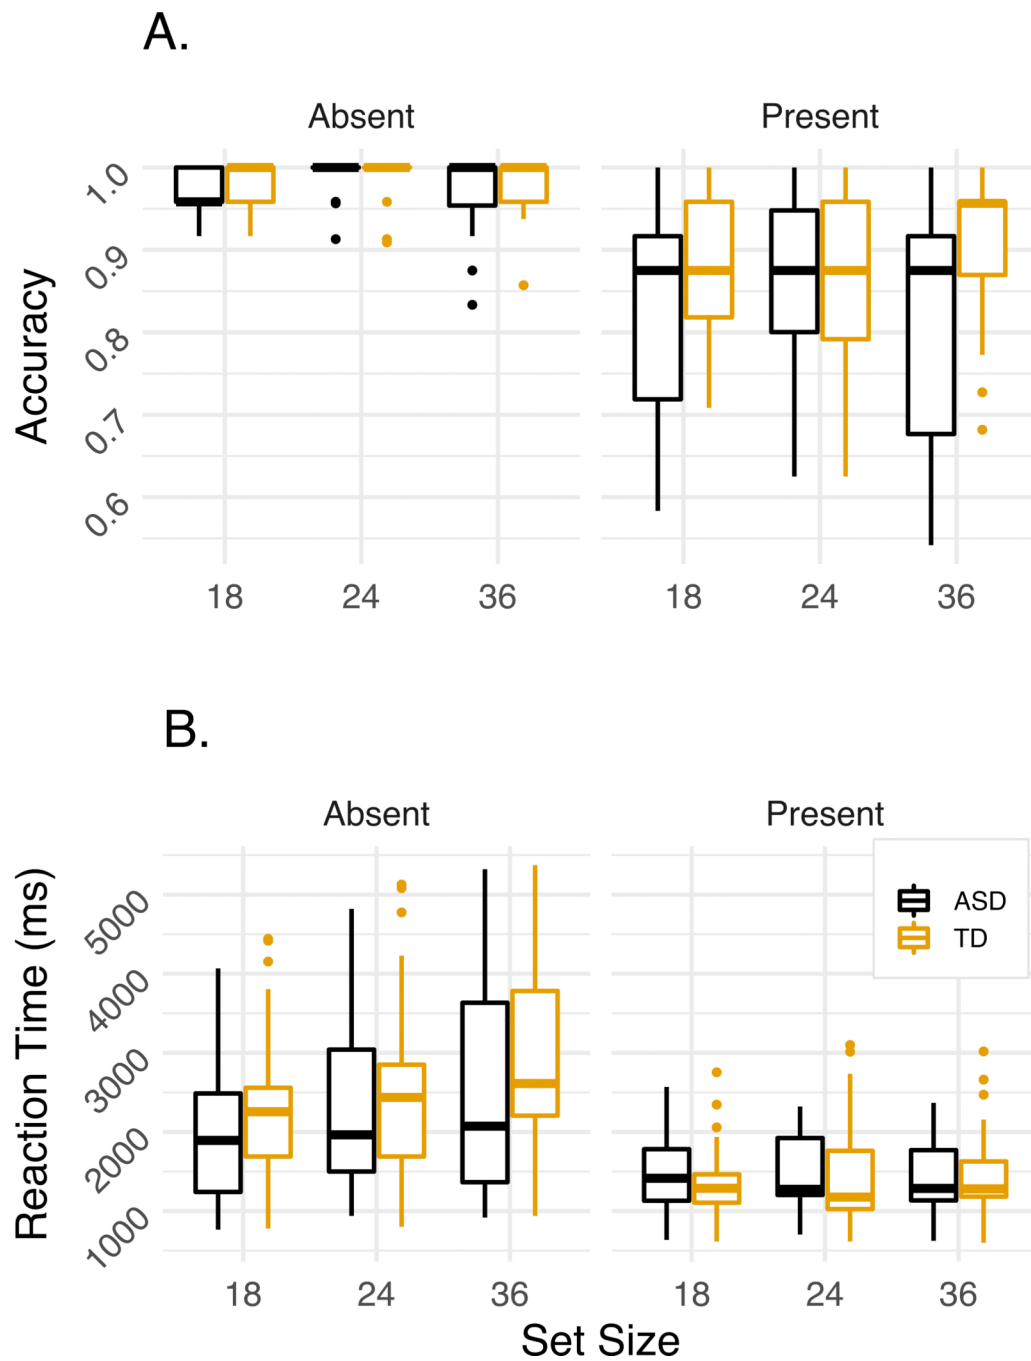 A.
Absent Present
Accuracy
1.0
0.9
0.8
0.7
0.6
18 24 36 18 24 36
B.
Absent Present
Reaction Time (ms)
5000
4000
3000
2000
1000
ASD
TD
18 24 36 18 24 36
Set Size